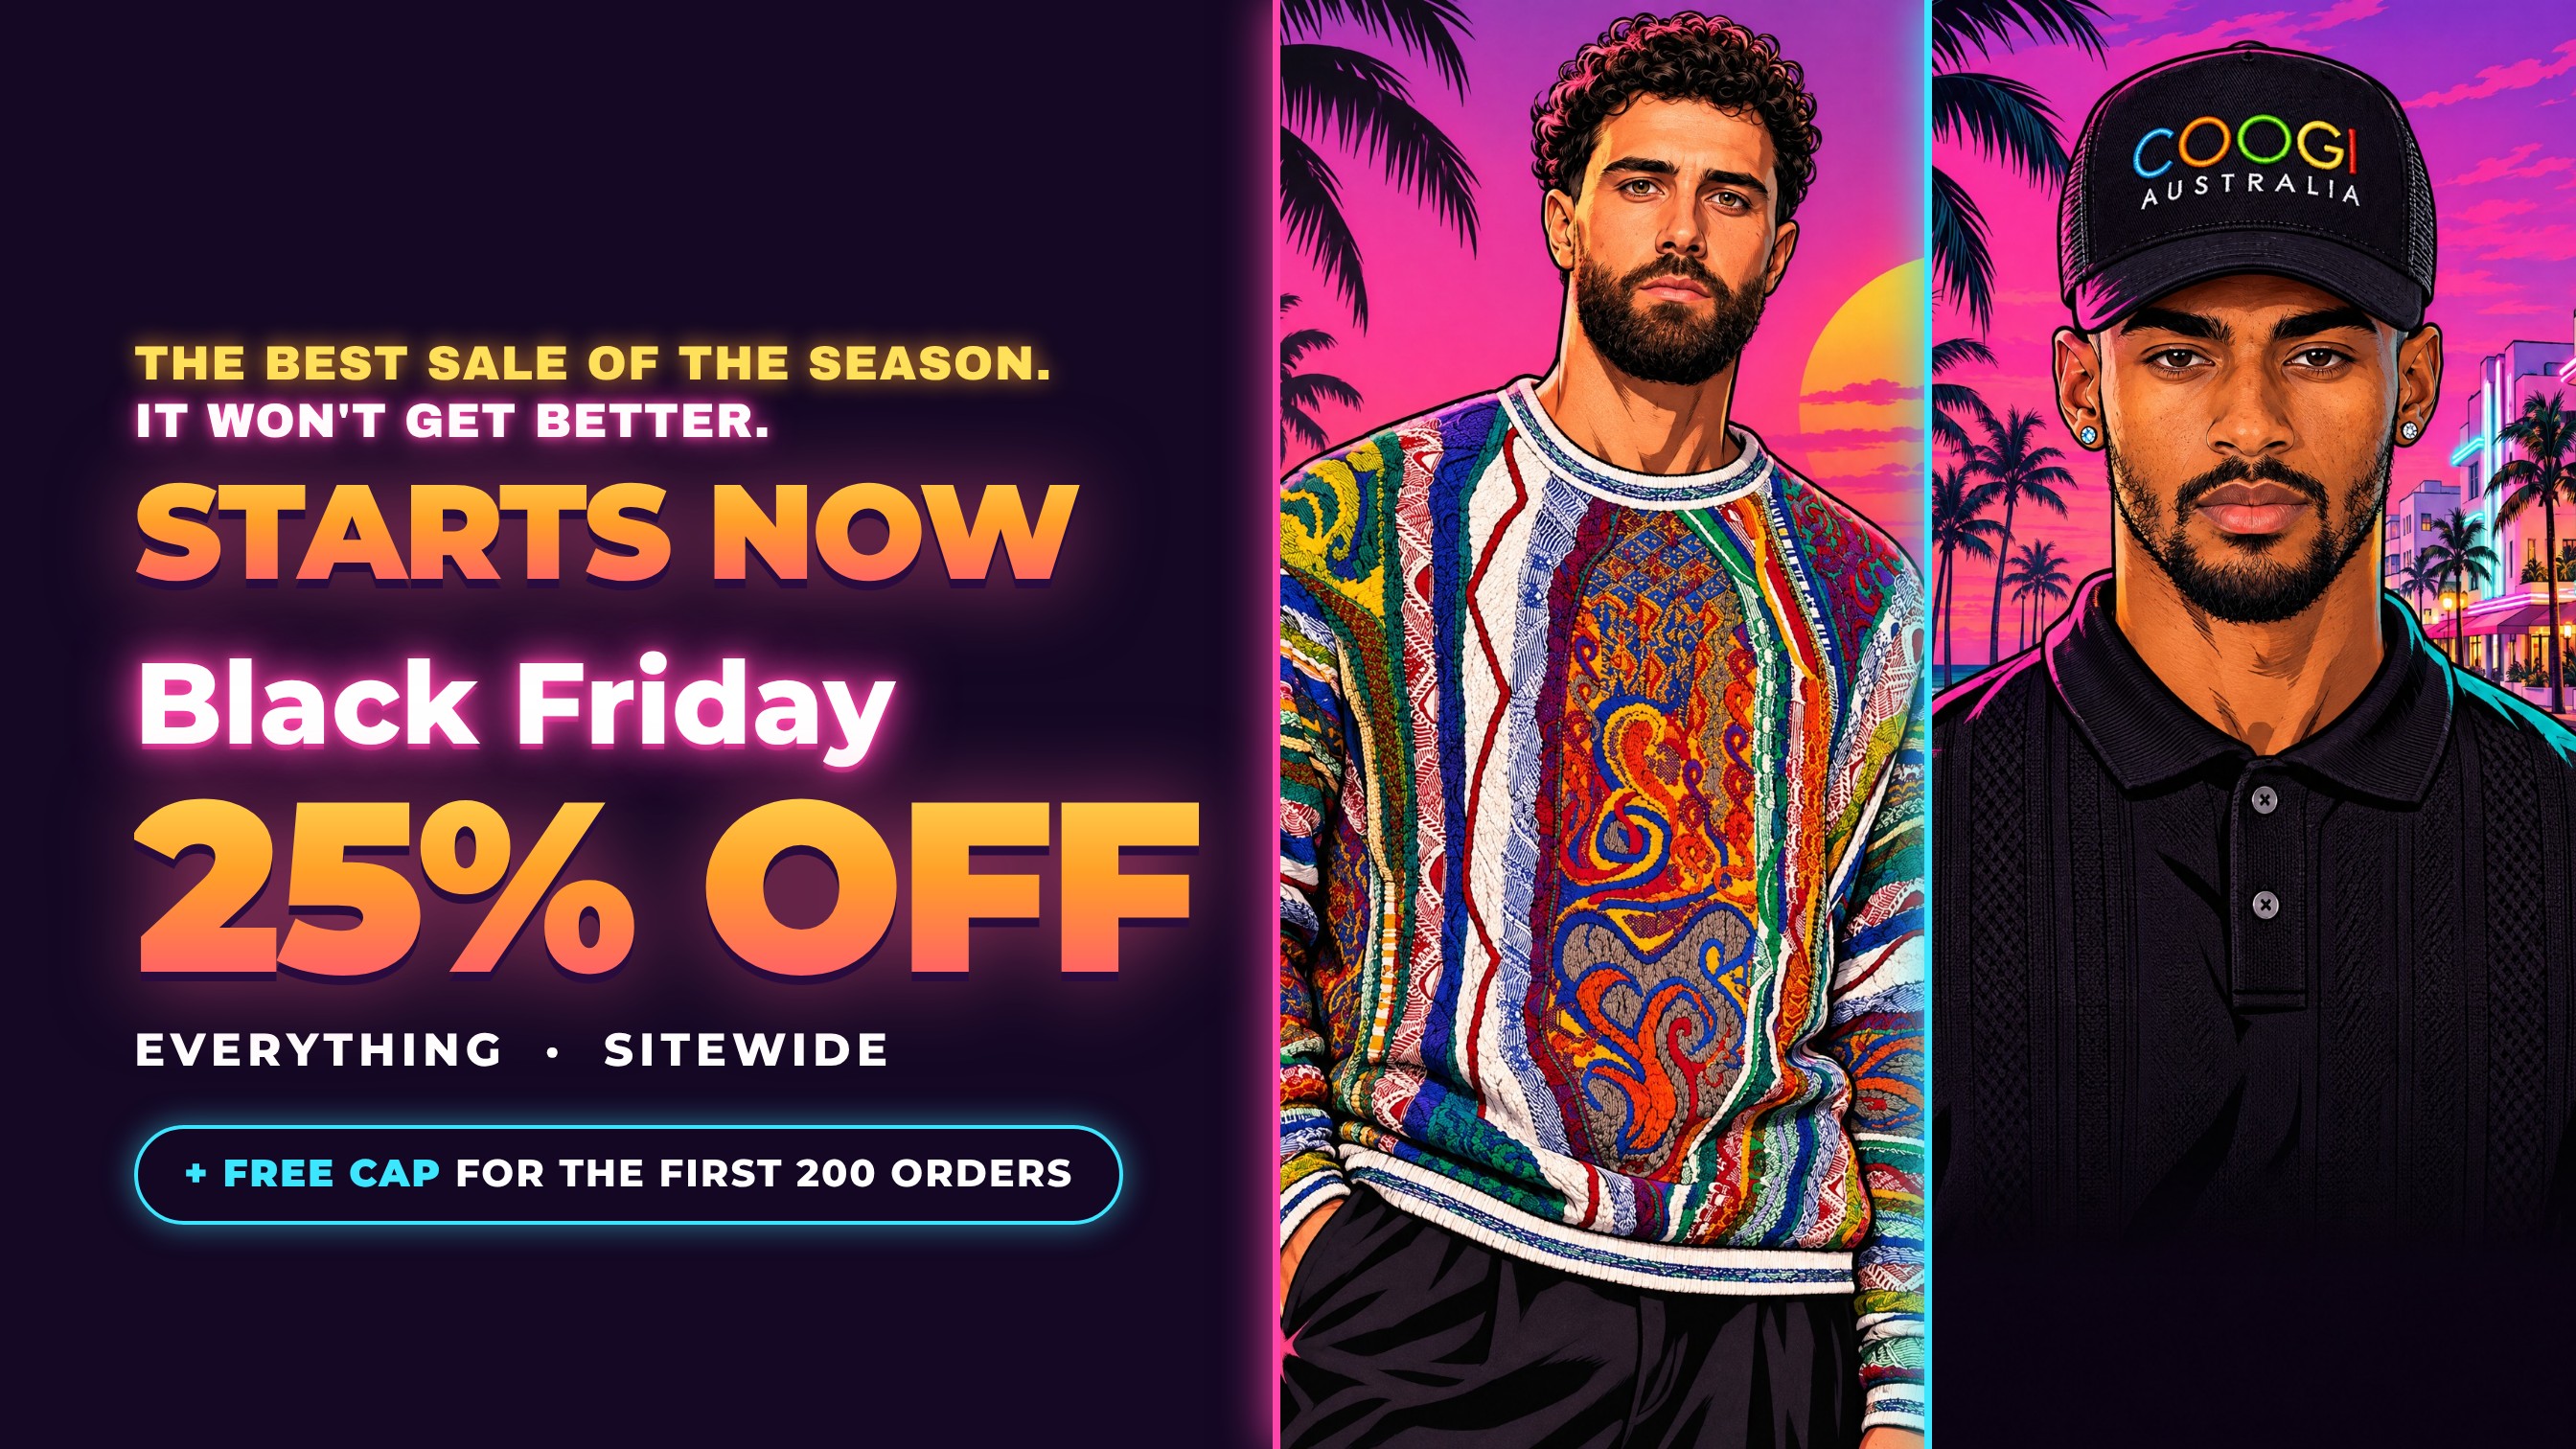 THE BEST SALE OF THE SEASON.
IT WON'T GET BETTER.
STARTS NOW
Black Friday
25% OFF
EVERYTHING · SITEWIDE
+ FREE CAP FOR THE FIRST 200 ORDERS
COOGI
AUSTRALIA